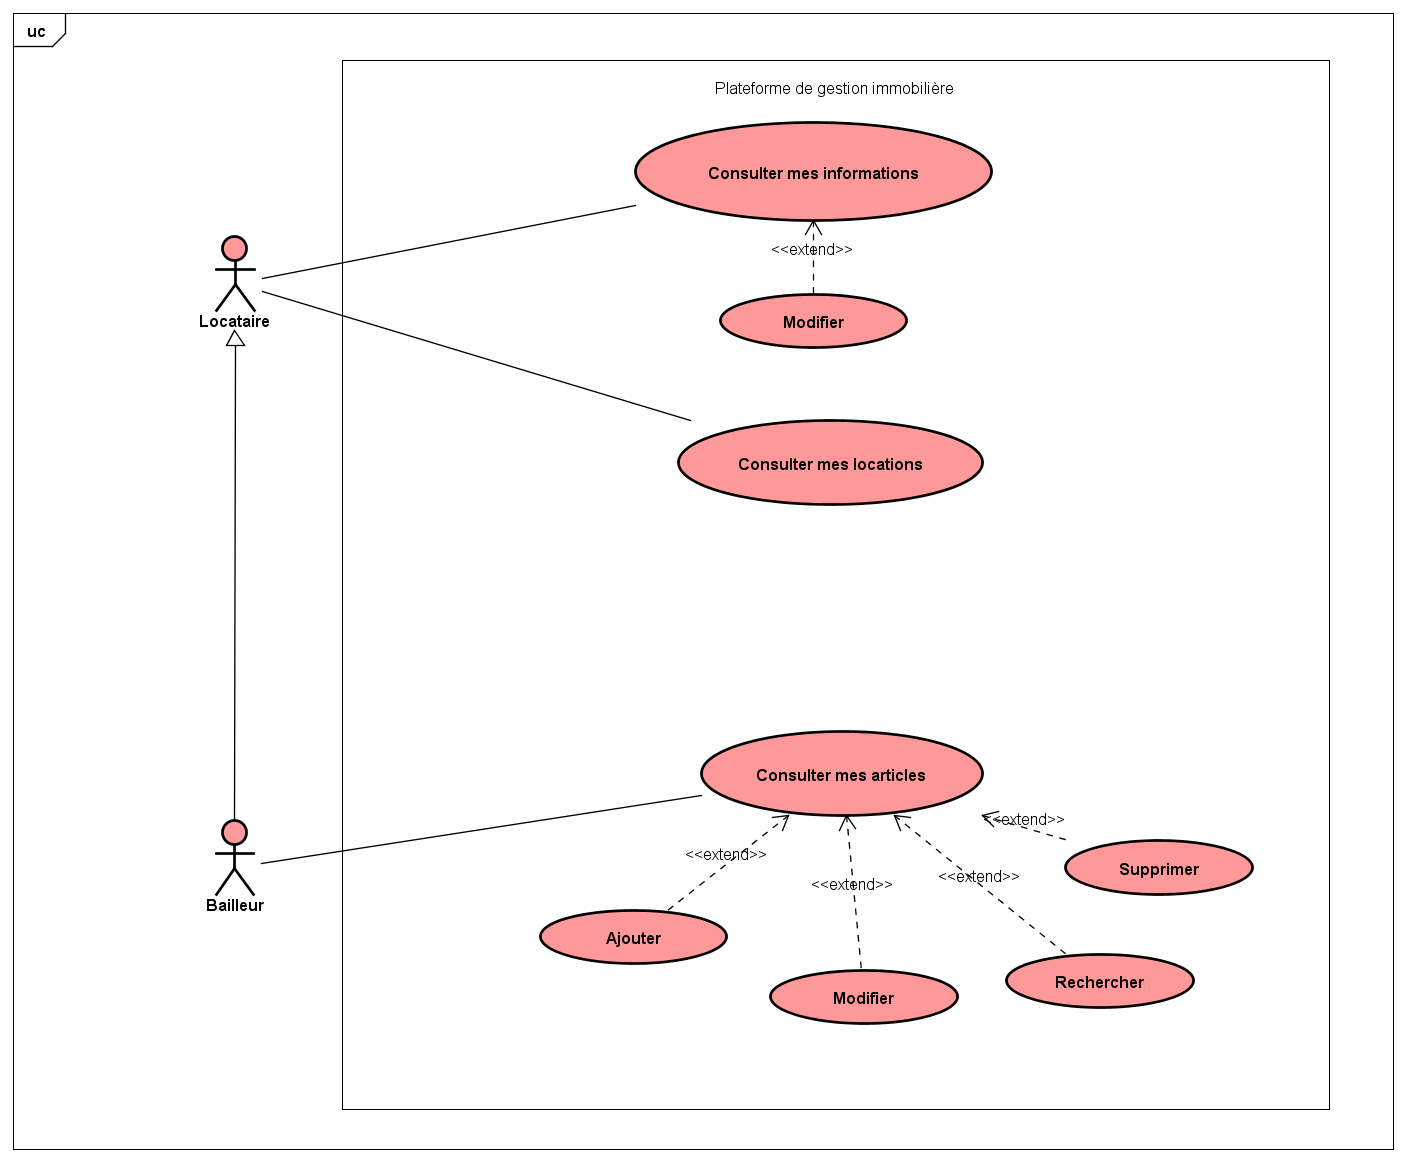 uc
Plateforme de gestion immobilière
Consulter mes informations
<<extend>>
Modifier
Locataire
Consulter mes locations
Consulter mes articles
<<extend>>
<<extend>>
<<extend>>
<<extend>>
Supprimer
Bailleur
Ajouter
Rechercher
Modifier